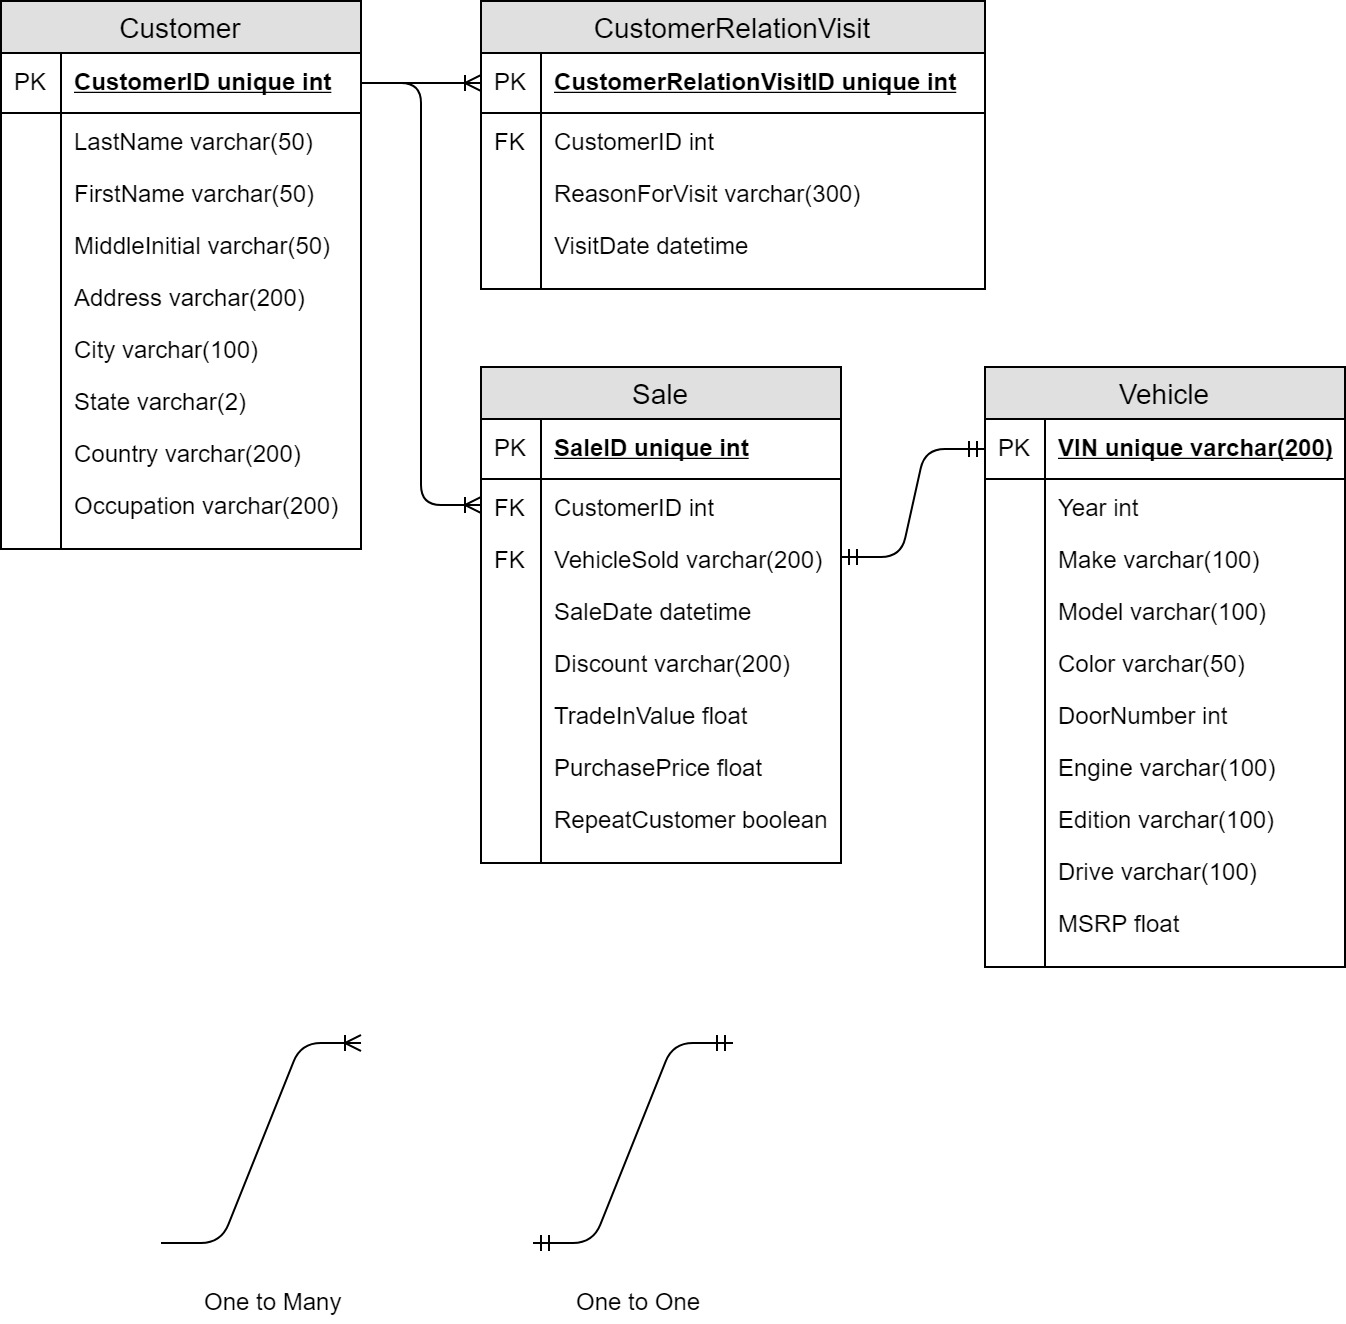 Customer
PK CustomerID unique int
LastName varchar(50)
FirstName varchar(50)
MiddleInitial varchar(50)
Address varchar(200)
City varchar(100)
State varchar(2)
Country varchar(200)
Occupation varchar(200)
CustomerRelationVisit
PK CustomerRelationVisitID unique int
FK CustomerID int
ReasonForVisit varchar(300)
VisitDate datetime
Sale
PK SaleID unique int
FK CustomerID int
FK VehicleSold varchar(200)
SaleDate datetime
Discount varchar(200)
TradeInValue float
PurchasePrice float
RepeatCustomer boolean
Vehicle
PK VIN unique varchar(200)
Year int
Make varchar(100)
Model varchar(100)
Color varchar(50)
DoorNumber int
Engine varchar(100)
Edition varchar(100)
Drive varchar(100)
MSRP float
One to Many
One to One